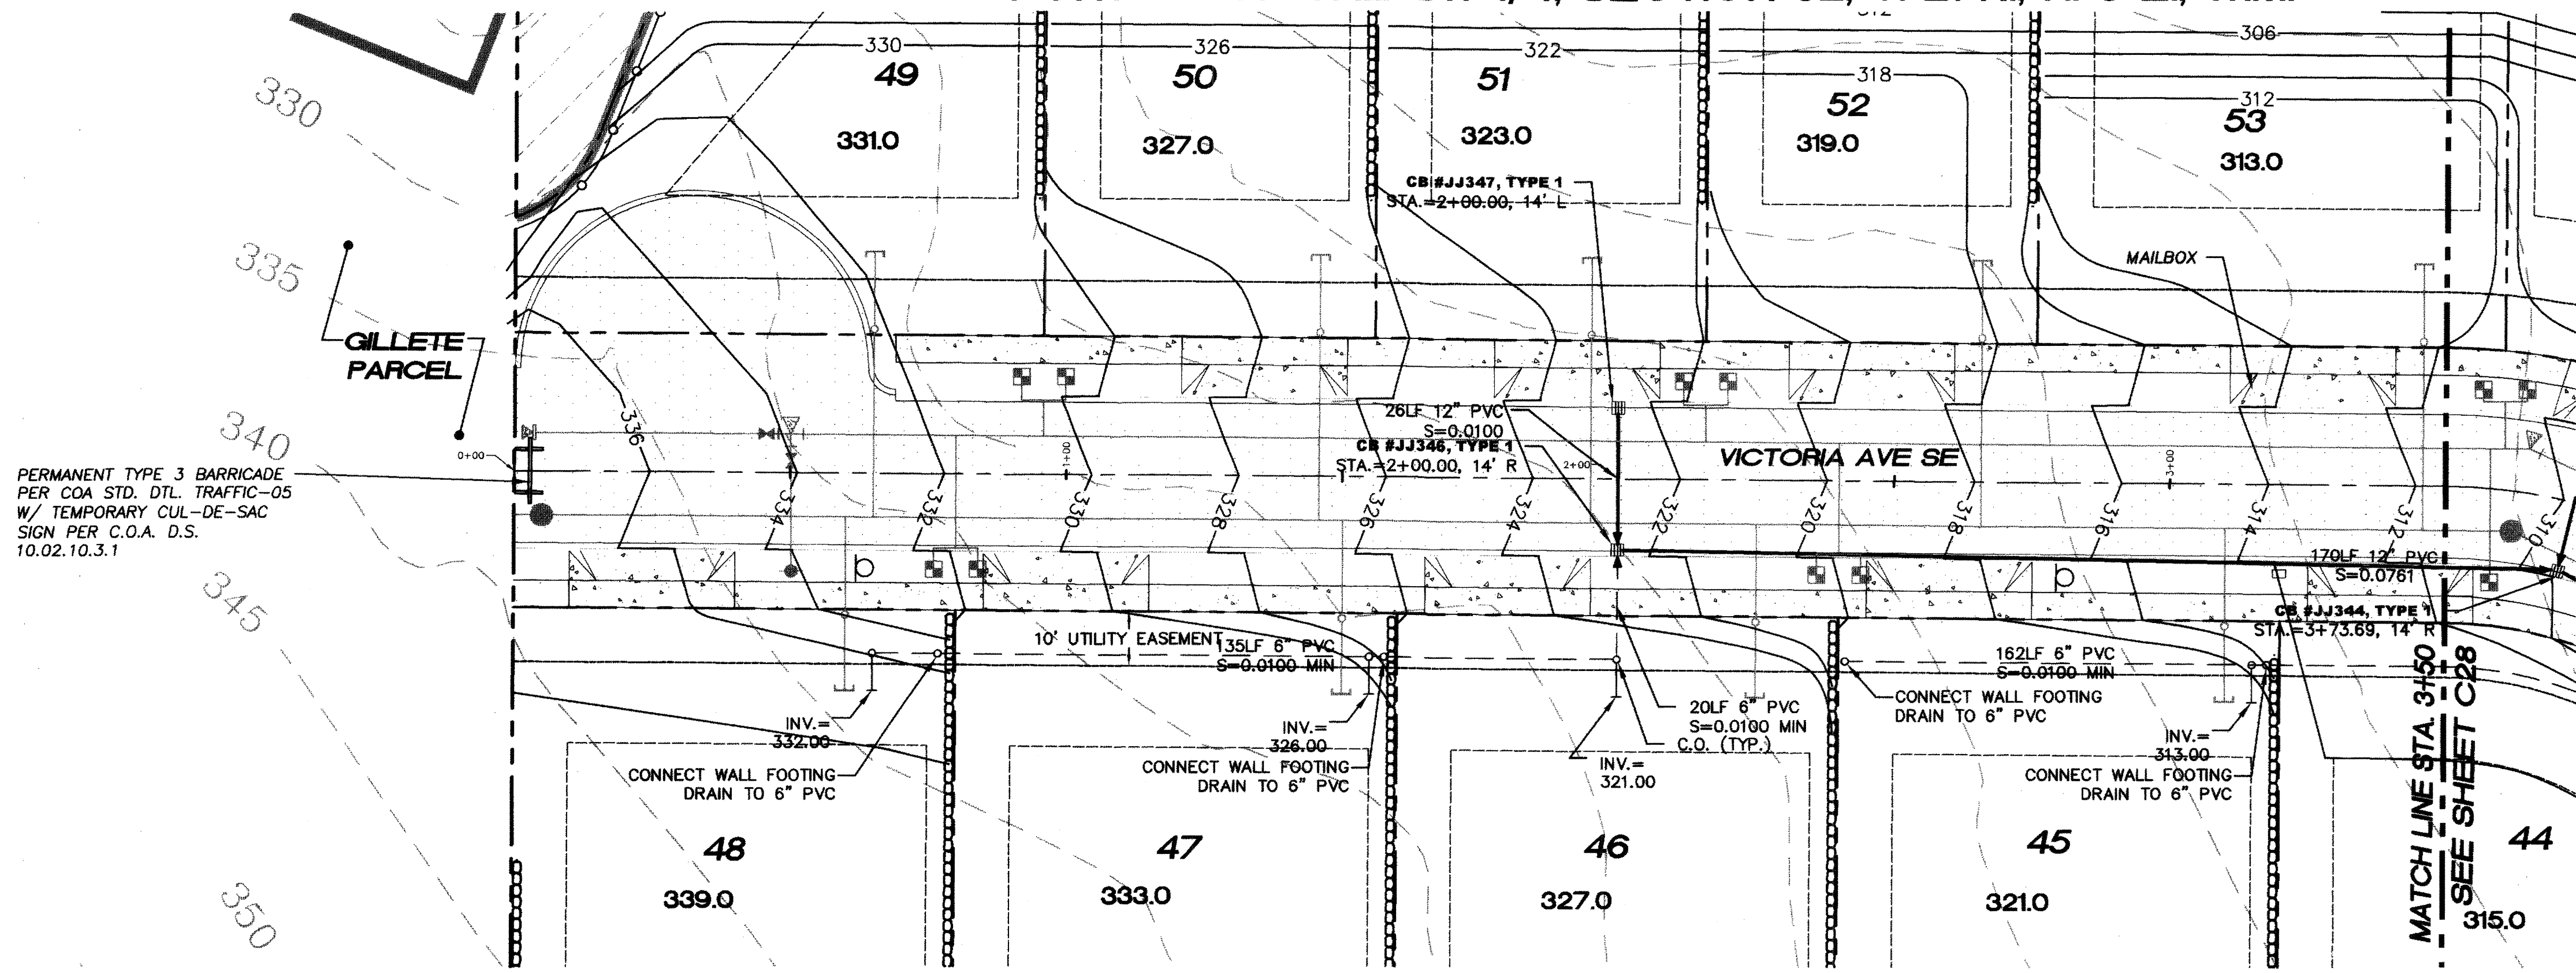 330
326
322
312
306
49
50
51
318
52
312
53
331.0
327.0
323.0
319.0
313.0
330
335
340
345
350
CB #JJ347, TYPE 1
STA.=2+00.00, 14' L
MAILBOX
GILLETE
PARCEL
26LF 12" PVC
S=0.0100
CB #JJ346, TYPE 1
STA.=2+00.00, 14' R
VICTORIA AVE SE
0+00
1+00
2+00
3+00
336
334
332
330
328
326
324
322
320
318
316
314
312
310
PERMANENT TYPE 3 BARRICADE
PER COA STD. DTL. TRAFFIC-05
W/ TEMPORARY CUL-DE-SAC
SIGN PER C.O.A. D.S.
10.02.10.3.1
170LF 12" PVC
S=0.0761
CB #JJ344, TYPE 1
STA.=3+73.69, 14' R
10' UTILITY EASEMENT
135LF 6" PVC
S=0.0100 MIN
162LF 6" PVC
S=0.0100 MIN
CONNECT WALL FOOTING
DRAIN TO 6" PVC
20LF 6" PVC
S=0.0100 MIN
C.O. (TYP.)
INV.=
332.00
INV.=
326.00
INV.=
321.00
INV.=
313.00
CONNECT WALL FOOTING
DRAIN TO 6" PVC
CONNECT WALL FOOTING
DRAIN TO 6" PVC
CONNECT WALL FOOTING
DRAIN TO 6" PVC
48
47
46
45
44
339.0
333.0
327.0
321.0
315.0
MATCH LINE STA. 3+50
SEE SHEET C28